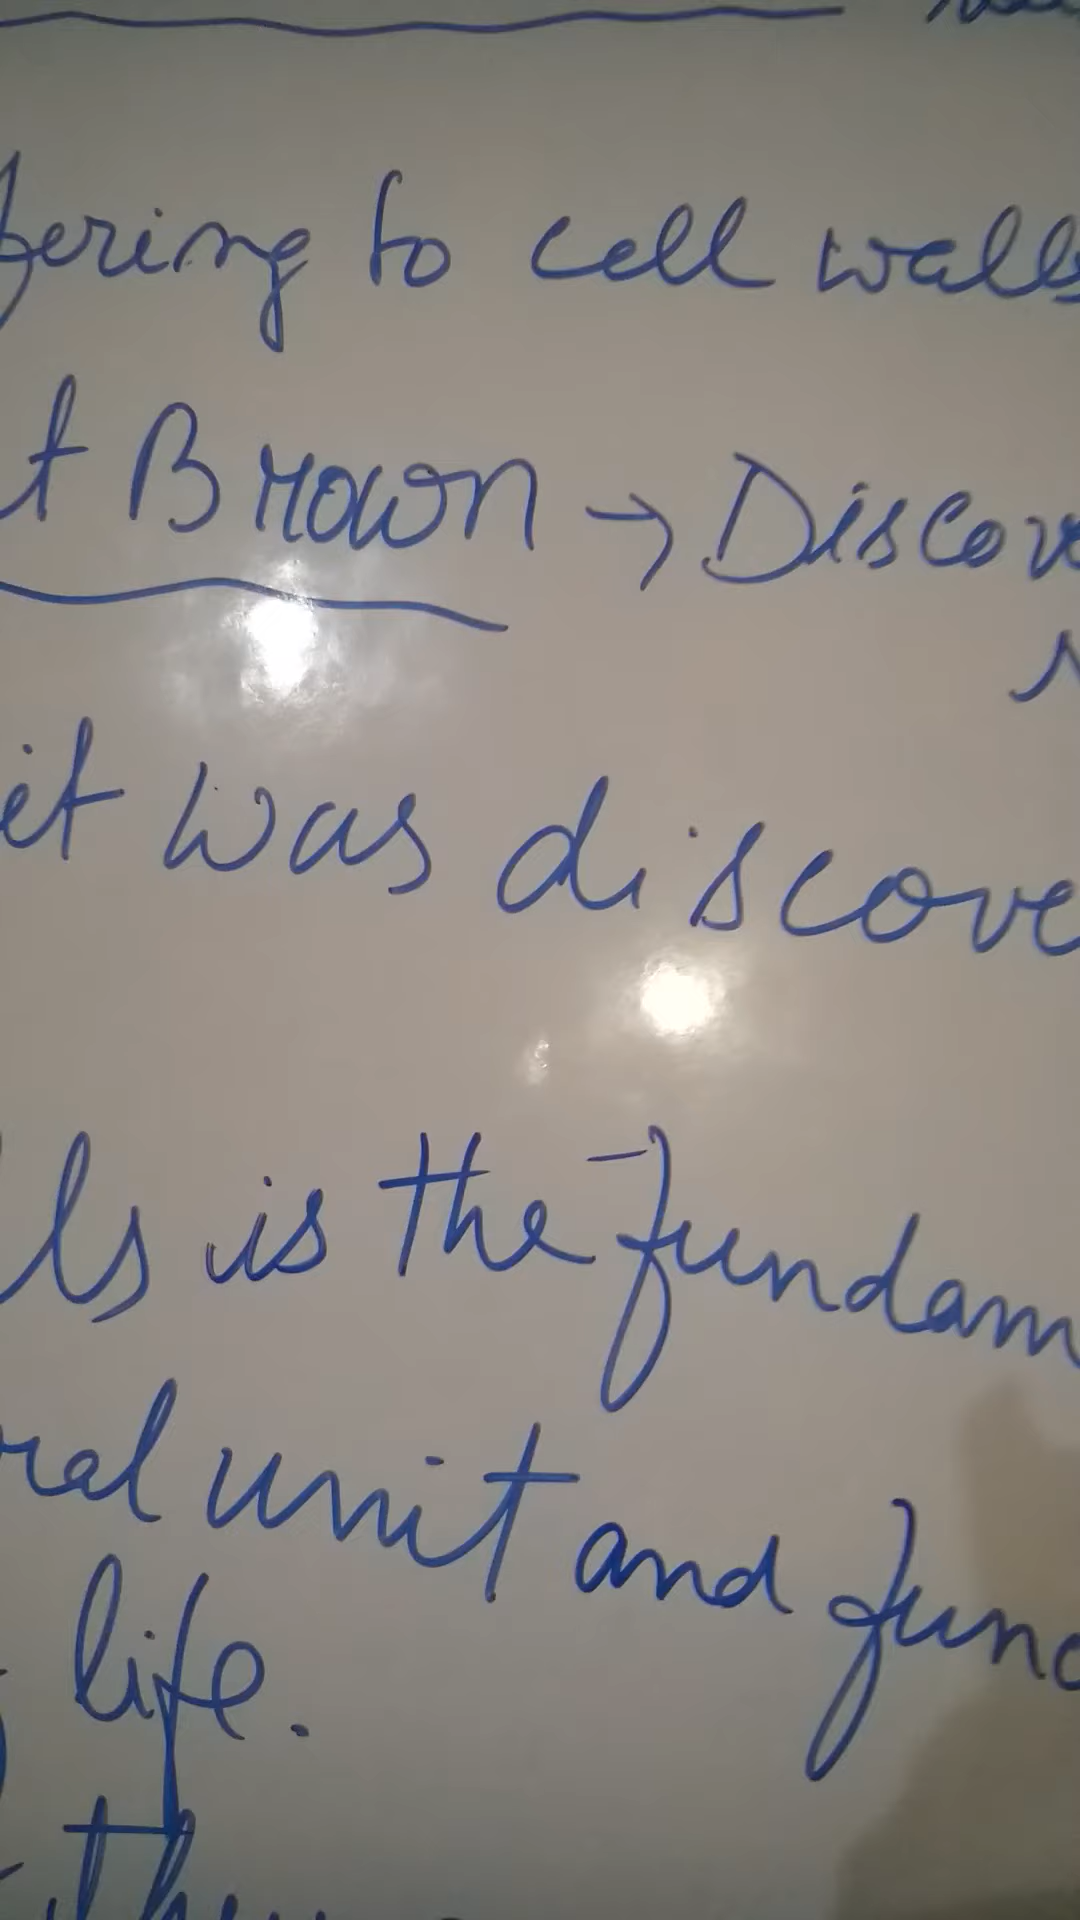 fering to cell walls
t Brown → Discov
it was discove
ls is the fundam
ral unit and func
life.